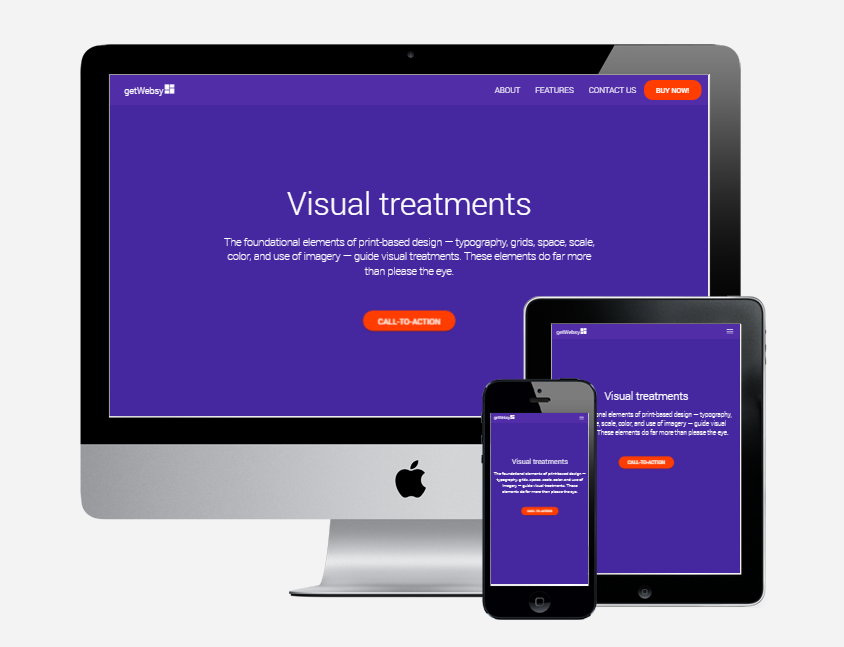 getWebsy
ABOUT FEATURES CONTACT US BUY NOW!
Visual treatments
The foundational elements of print-based design — typography, grids, space, scale,
color, and use of imagery — guide visual treatments. These elements do far more
than please the eye.
CALL-TO-ACTION
getWebsy
Visual treatments
onal elements of print-based design — typography,
e, scale, color, and use of imagery — guide visual
These elements do far more than please the eye.
CALL-TO-ACTION
getWebsy
Visual treatments
The foundational elements of print-based design —
typography, grids, space, scale, color, and use of
imagery — guide visual treatments. These
elements do far more than please the eye.
CALL-TO-ACTION